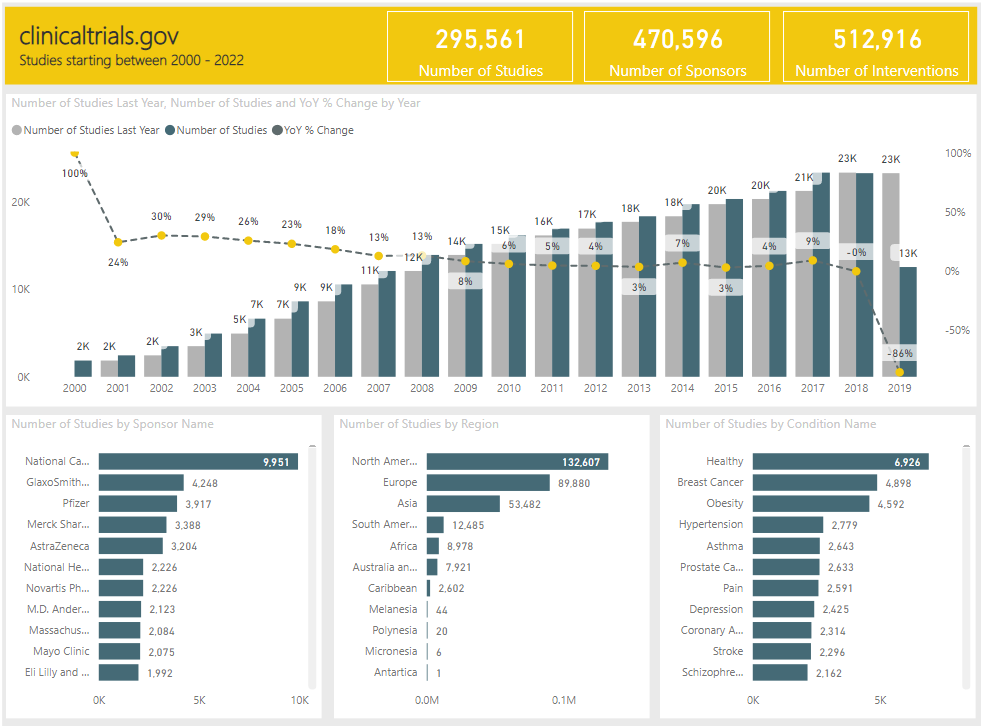 clinicaltrials.gov
Studies starting between 2000 - 2022
295,561
Number of Studies
470,596
Number of Sponsors
512,916
Number of Interventions
Number of Studies Last Year, Number of Studies and YoY % Change by Year
Number of Studies Last Year Number of Studies YoY % Change
20K
10K
0K
100%
50%
0%
-50%
2K 2K 2K 3K 5K 7K 7K 9K 9K 11K 12K 14K 15K 16K 17K 18K 18K 20K 20K 21K 23K 23K 13K
100% 24% 30% 29% 26% 23% 18% 13% 13% 8% 6% 5% 4% 3% 7% 3% 4% 9% -0% -86%
2000 2001 2002 2003 2004 2005 2006 2007 2008 2009 2010 2011 2012 2013 2014 2015 2016 2017 2018 2019
Number of Studies by Sponsor Name
National Ca... 9,951
GlaxoSmith... 4,248
Pfizer 3,917
Merck Shar... 3,388
AstraZeneca 3,204
National He... 2,226
Novartis Ph... 2,226
M.D. Ander... 2,123
Massachus... 2,084
Mayo Clinic 2,075
Eli Lilly and ... 1,992
0K 5K 10K
Number of Studies by Region
North Amer... 132,607
Europe 89,880
Asia 53,482
South Amer... 12,485
Africa 8,978
Australia an... 7,921
Caribbean 2,602
Melanesia 44
Polynesia 20
Micronesia 6
Antartica 1
0.0M 0.1M
Number of Studies by Condition Name
Healthy 6,926
Breast Cancer 4,898
Obesity 4,592
Hypertension 2,779
Asthma 2,643
Prostate Ca... 2,633
Pain 2,591
Depression 2,425
Coronary A... 2,314
Stroke 2,296
Schizophre... 2,162
0K 5K